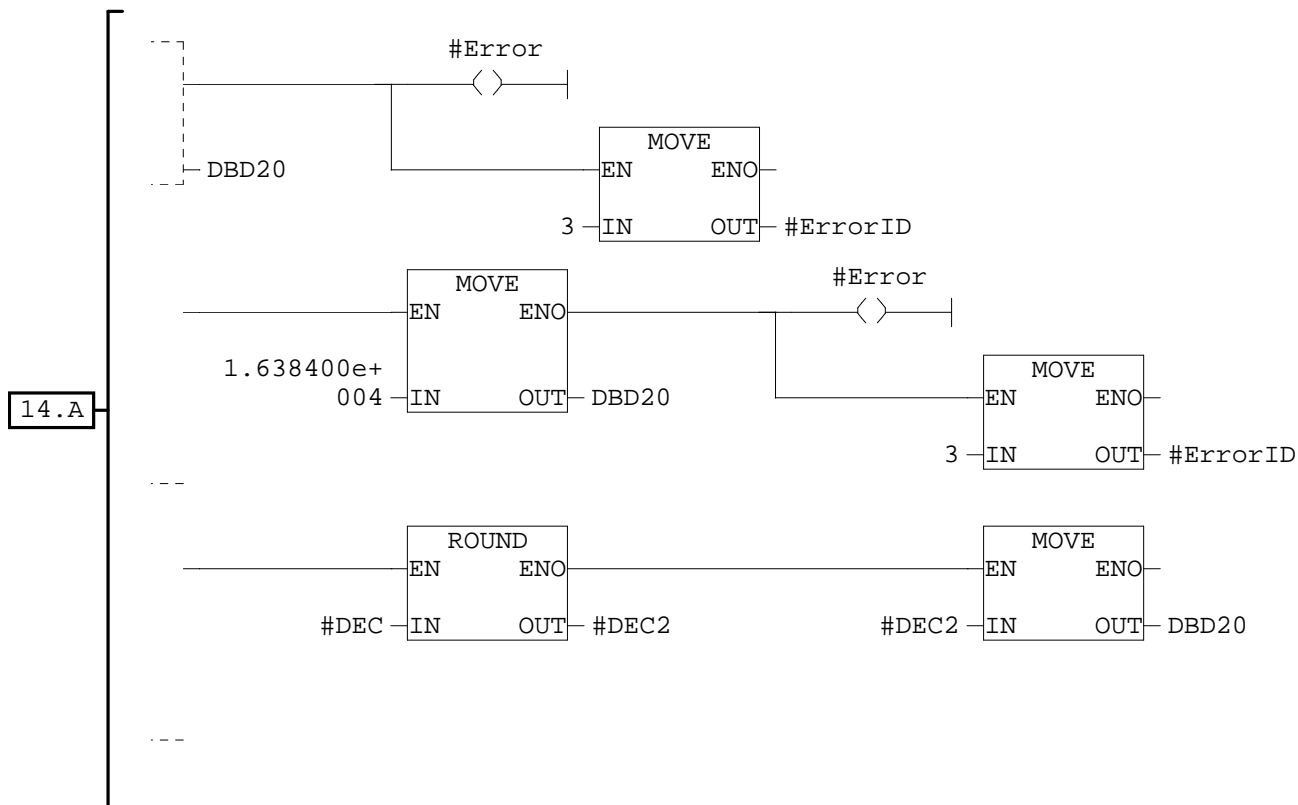 #Error
MOVE
DBD20
EN ENO
3 IN OUT #ErrorID
MOVE
#Error
EN ENO
1.638400e+
MOVE
004 IN OUT DBD20
EN ENO
14.A
3 IN OUT #ErrorID
ROUND MOVE
EN ENO EN ENO
#DEC IN OUT #DEC2 #DEC2 IN OUT DBD20